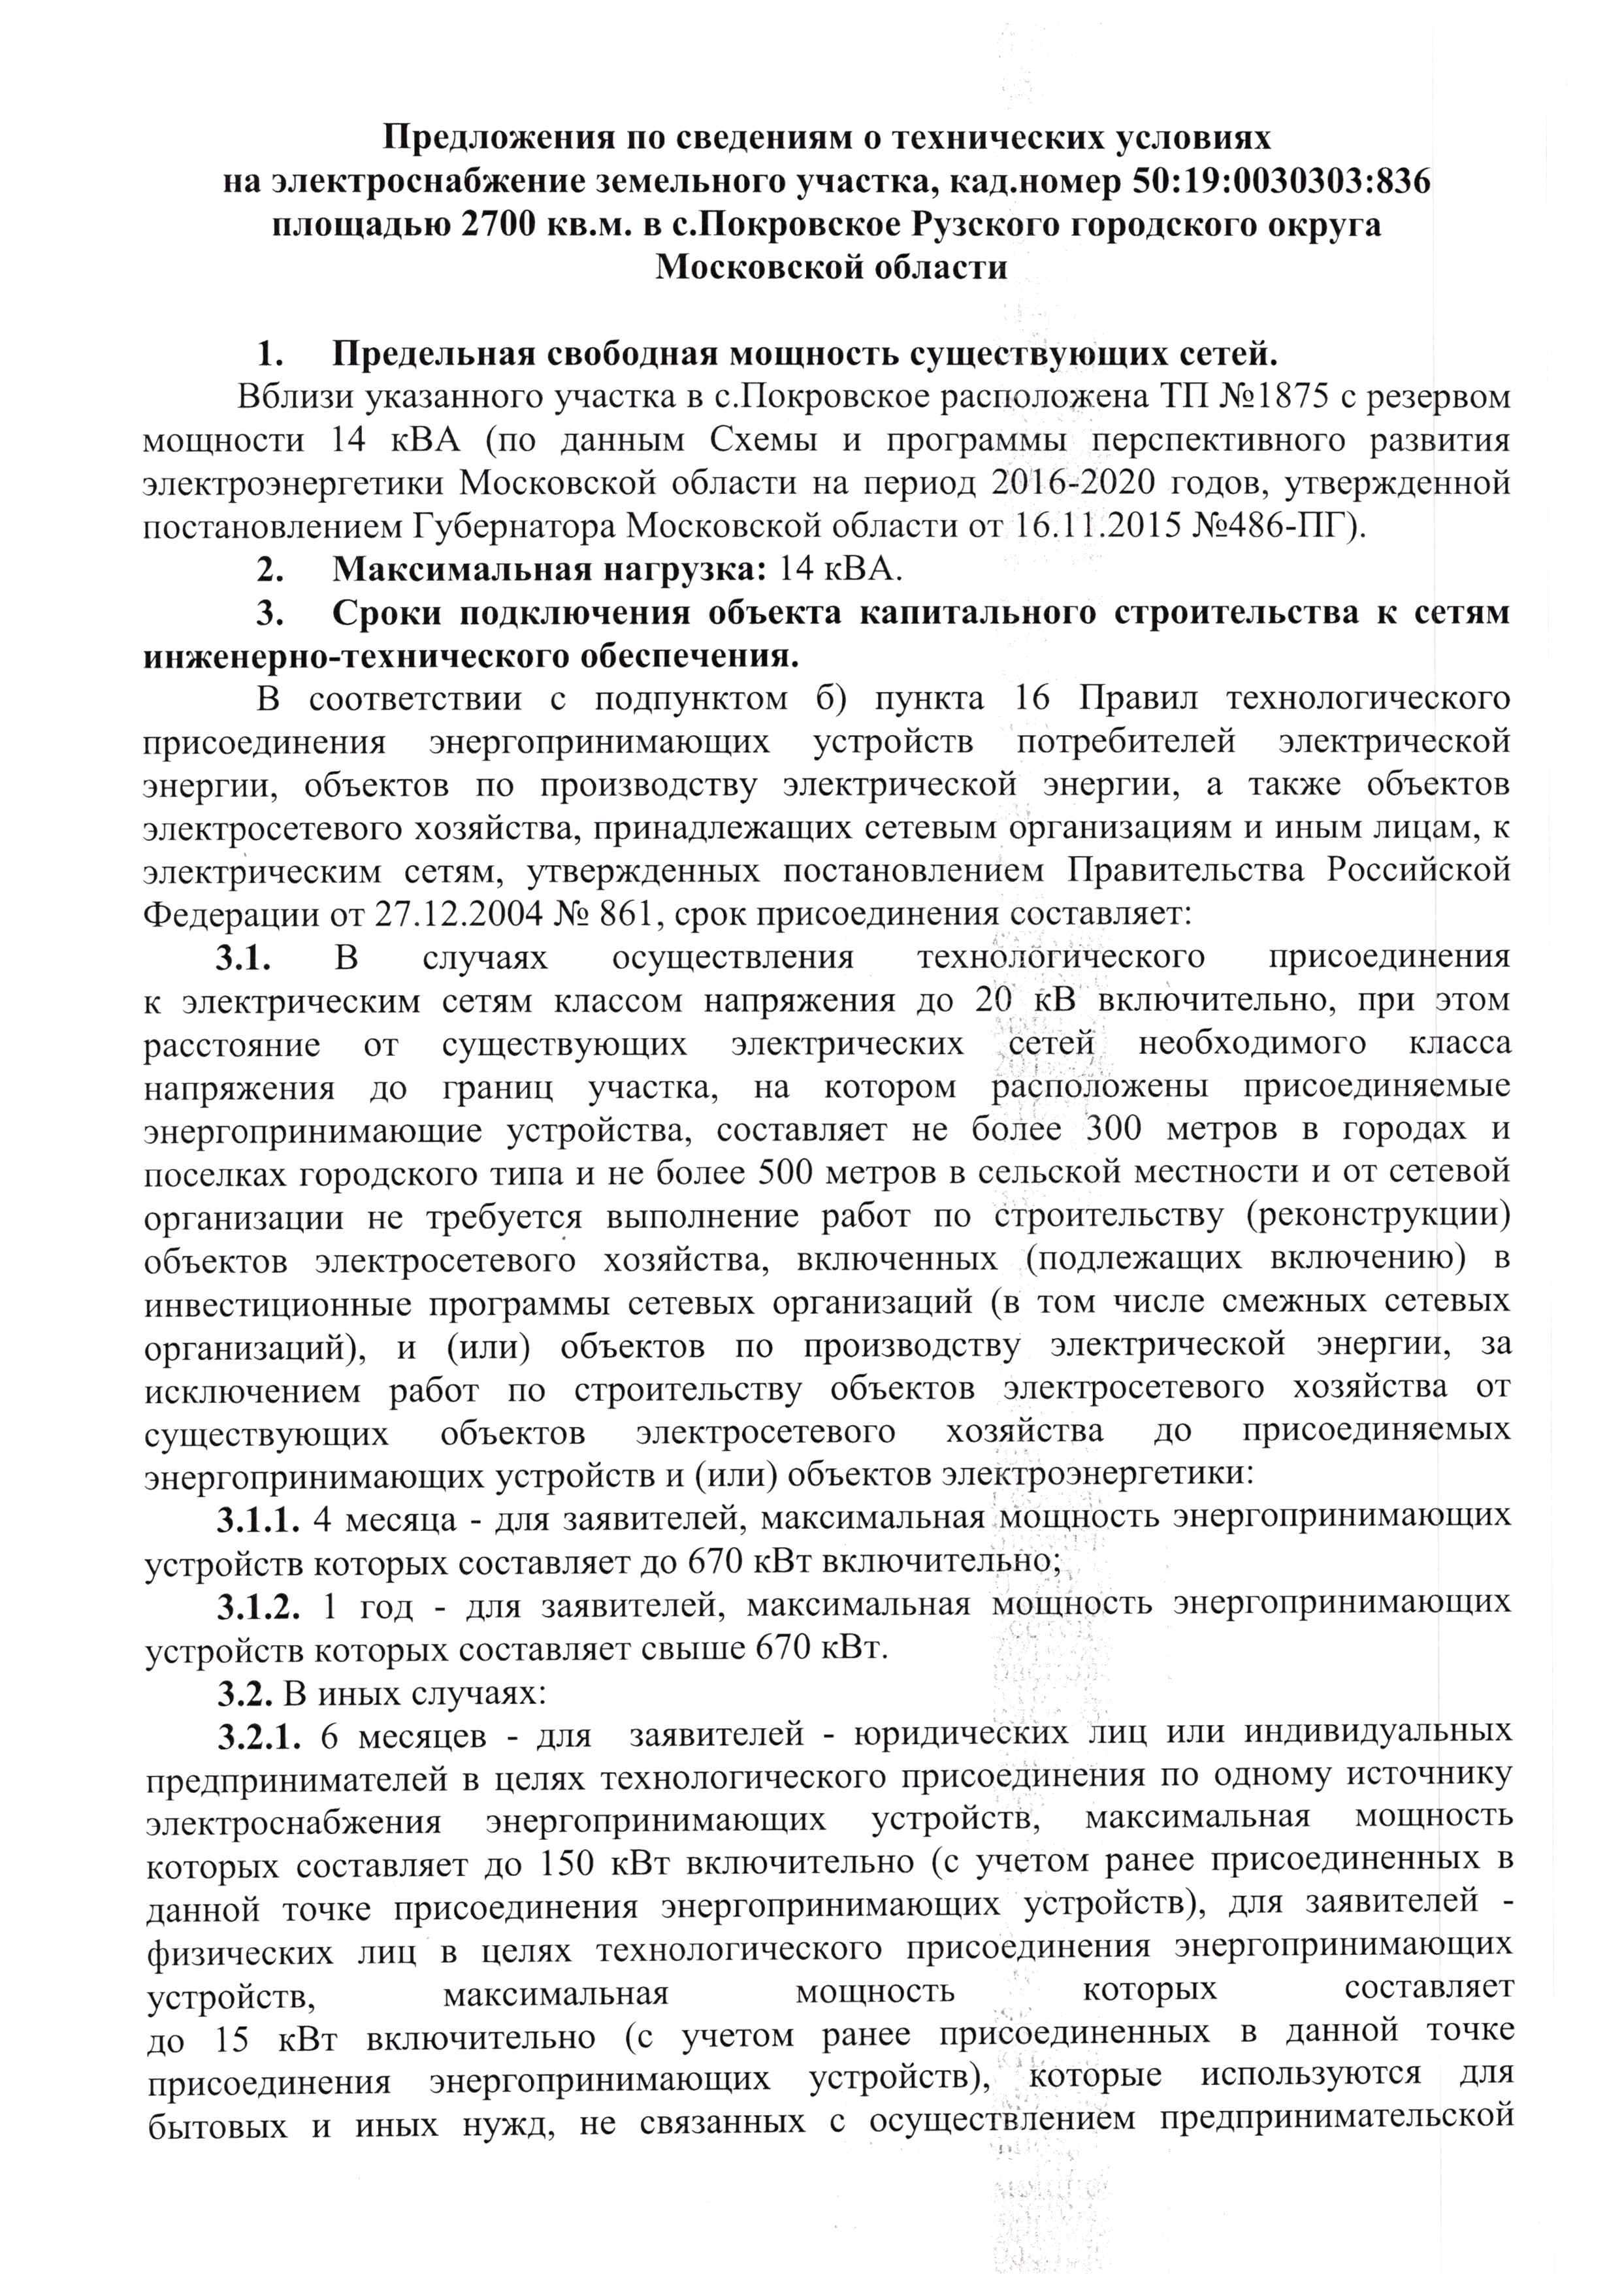 Предложения по сведениям о технических условиях
на электроснабжение земельного участка, кад.номер 50:19:0030303:836
площадью 2700 кв.м. в с.Покровское Рузского городского округа
Московской области
1. Предельная свободная мощность существующих сетей.
Вблизи указанного участка в с.Покровское расположена ТП №1875 с резервом
мощности 14 кВА (по данным Схемы и программы перспективного развития
электроэнергетики Московской области на период 2016-2020 годов, утвержденной
постановлением Губернатора Московской области от 16.11.2015 №486-ПГ).
2. Максимальная нагрузка: 14 кВА.
3. Сроки подключения объекта капитального строительства к сетям
инженерно-технического обеспечения.
В соответствии с подпунктом б) пункта 16 Правил технологического
присоединения энергопринимающих устройств потребителей электрической
энергии, объектов по производству электрической энергии, а также объектов
электросетевого хозяйства, принадлежащих сетевым организациям и иным лицам, к
электрическим сетям, утвержденных постановлением Правительства Российской
Федерации от 27.12.2004 № 861, срок присоединения составляет:
3.1. В случаях осуществления технологического присоединения
к электрическим сетям классом напряжения до 20 кВ включительно, при этом
расстояние от существующих электрических сетей необходимого класса
напряжения до границ участка, на котором расположены присоединяемые
энергопринимающие устройства, составляет не более 300 метров в городах и
поселках городского типа и не более 500 метров в сельской местности и от сетевой
организации не требуется выполнение работ по строительству (реконструкции)
объектов электросетевого хозяйства, включенных (подлежащих включению) в
инвестиционные программы сетевых организаций (в том числе смежных сетевых
организаций), и (или) объектов по производству электрической энергии, за
исключением работ по строительству объектов электросетевого хозяйства от
существующих объектов электросетевого хозяйства до присоединяемых
энергопринимающих устройств и (или) объектов электроэнергетики:
3.1.1. 4 месяца - для заявителей, максимальная мощность энергопринимающих
устройств которых составляет до 670 кВт включительно;
3.1.2. 1 год - для заявителей, максимальная мощность энергопринимающих
устройств которых составляет свыше 670 кВт.
3.2. В иных случаях:
3.2.1. 6 месяцев - для заявителей - юридических лиц или индивидуальных
предпринимателей в целях технологического присоединения по одному источнику
электроснабжения энергопринимающих устройств, максимальная мощность
которых составляет до 150 кВт включительно (с учетом ранее присоединенных в
данной точке присоединения энергопринимающих устройств), для заявителей -
физических лиц в целях технологического присоединения энергопринимающих
устройств, максимальная мощность которых составляет
до 15 кВт включительно (с учетом ранее присоединенных в данной точке
присоединения энергопринимающих устройств), которые используются для
бытовых и иных нужд, не связанных с осуществлением предпринимательской